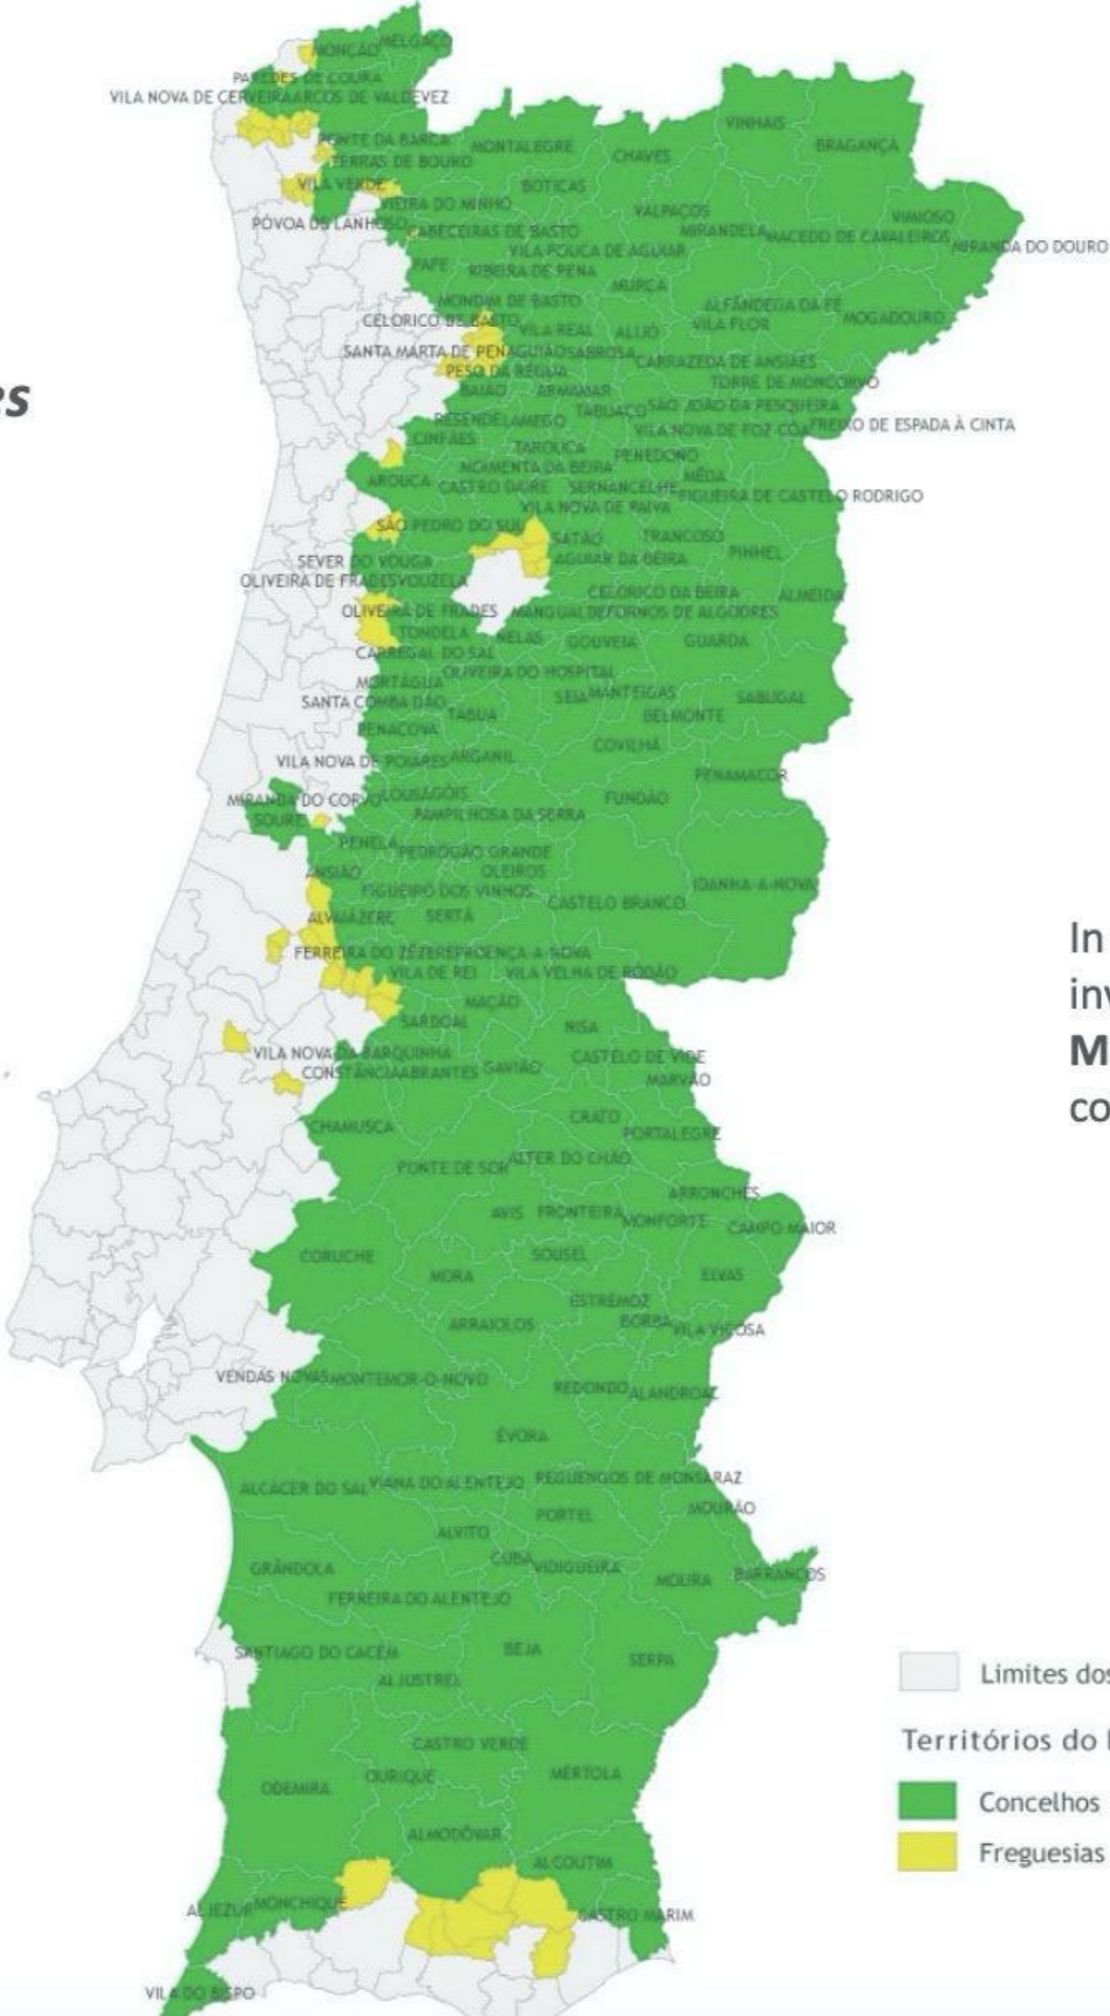 MELGAÇO
MONÇÃO
PAREDES DE COURA
VILA NOVA DE CERVEIRA ARCOS DE VALDEVEZ
VINHAIS
PONTE DA BARCA MONTALEGRE BRAGANÇA
TERRAS DE BOURO CHAVES
VILA VERDE BOTICAS
VIEIRA DO MINHO VALPAÇOS VIMIOSO
PÓVOA DE LANHOSO CABECEIRAS DE BASTO MIRANDELA MACEDO DE CAVALEIROS MIRANDA DO DOURO
VILA POUCA DE AGUIAR
FAFE RIBEIRA DE PENA
MURÇA
MONDIM DE BASTO ALFÂNDEGA DA FÉ
CELORICO DE BASTO VILA REAL ALIJÓ VILA FLOR MOGADOURO
SANTA MARTA DE PENAGUIÃO SABROSA CARRAZEDA DE ANSIÃES
PESO DA RÉGUA TORRE DE MONCORVO
BAIÃO ARMAMAR
es
RESENDE LAMEGO TABUAÇO SÃO JOÃO DA PESQUEIRA
VILA NOVA DE FOZ CÔA FREIXO DE ESPADA À CINTA
CINFÃES TAROUCA PENEDONO
MOIMENTA DA BEIRA MÊDA
AROUCA CASTRO DAIRE SERNANCELHE FIGUEIRA DE CASTELO RODRIGO
VILA NOVA DE PAIVA
SÃO PEDRO DO SUL SÁTÃO TRANCOSO
SEVER DO VOUGA AGUIAR DA BEIRA PINHEL
OLIVEIRA DE FRADES VOUZELA CELORICO DA BEIRA ALMEIDA
OLIVEIRA DE FRADES MANGUALDE FORNOS DE ALGODRES
TONDELA NELAS GOUVEIA GUARDA
CARREGAL DO SAL
MORTÁGUA OLIVEIRA DO HOSPITAL
SANTA COMBA DÃO SEIA MANTEIGAS SABUGAL
TÁBUA BELMONTE
PENACOVA COVILHÃ
VILA NOVA DE POIARES ARGANIL PENAMACOR
MIRANDA DO CORVO LOUSÃ GÓIS FUNDÃO
SOURE PAMPILHOSA DA SERRA
PENELA PEDRÓGÃO GRANDE
ANSIÃO OLEIROS
FIGUEIRÓ DOS VINHOS IDANHA-A-NOVA
ALVAIÁZERE SERTÃ CASTELO BRANCO
FERREIRA DO ZÊZERE PROENÇA-A-NOVA
VILA DE REI VILA VELHA DE RÓDÃO
MAÇÃO
SARDOAL NISA
VILA NOVA DA BARQUINHA CASTELO DE VIDE
CONSTÂNCIA ABRANTES GAVIÃO MARVÃO
CHAMUSCA CRATO
PORTALEGRE
PONTE DE SOR ALTER DO CHÃO
ARRONCHES
AVIS FRONTEIRA MONFORTE CAMPO MAIOR
CORUCHE SOUSEL
MORA ELVAS
ESTREMOZ
ARRAIOLOS BORBA VILA VIÇOSA
VENDAS NOVAS MONTEMOR-O-NOVO REDONDO ALANDROAL
ÉVORA
ALCÁCER DO SAL VIANA DO ALENTEJO REGUENGOS DE MONSARAZ
PORTEL MOURÃO
ALVITO
GRÂNDOLA CUBA VIDIGUEIRA MOURA BARRANCOS
FERREIRA DO ALENTEJO
SANTIAGO DO CACÉM BEJA SERPA
ALJUSTREL
CASTRO VERDE
ODEMIRA OURIQUE MÉRTOLA
ALMODÔVAR
ALCOUTIM
ALJEZUR MONCHIQUE CASTRO MARIM
VILA DO BISPO
In
inv
M
co
Limites dos
Territórios do
Concelhos
Freguesias